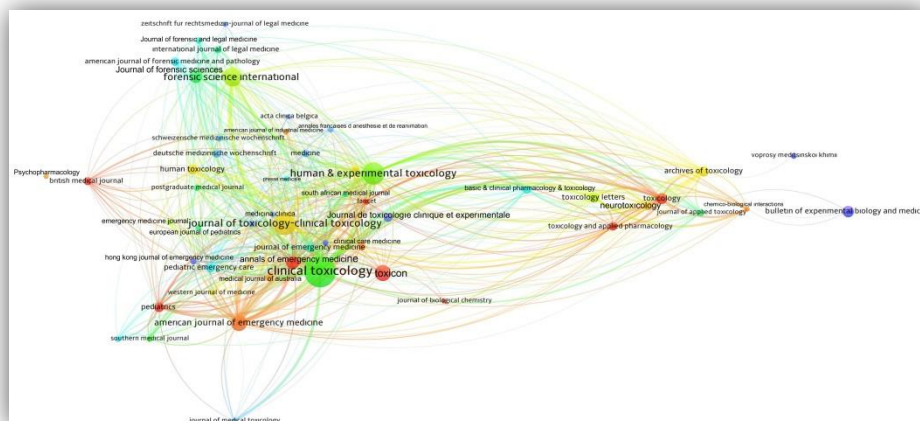 zeitschrift fur rechtsmedizin-journal of legal medicine
Journal of forensic and legal medicine
international journal of legal medicine
american journal of forensic medicine and pathology
Journal of forensic sciences
forensic science international
acta clinica belgica
american journal of industrial medicine
annales francaises d anesthesie et de reanimation
schweizerische medizinische wochenschrift
deutsche medizinische wochenschrift
medicine
voprosy meditsinskoi khimii
human toxicology
human & experimental toxicology
archives of toxicology
Psychopharmacology
british medical journal
postgraduate medical journal
south african medical journal
basic & clinical pharmacology & toxicology
lancet
toxicology letters
toxicology
neurotoxicology
chemico-biological interactions
journal of applied toxicology
bulletin of experimental biology and medic
medicina clinica
Journal de toxicologie clinique et experimentale
emergency medicine journal
journal of toxicology-clinical toxicology
toxicology and applied pharmacology
european journal of pediatrics
clinical care medicine
journal of emergency medicine
hong kong journal of emergency medicine
annals of emergency medicine
pediatric emergency care
clinical toxicology
toxicon
medical journal of australia
western journal of medicine
journal of biological chemistry
pediatrics
american journal of emergency medicine
southern medical journal
journal of medical toxicology